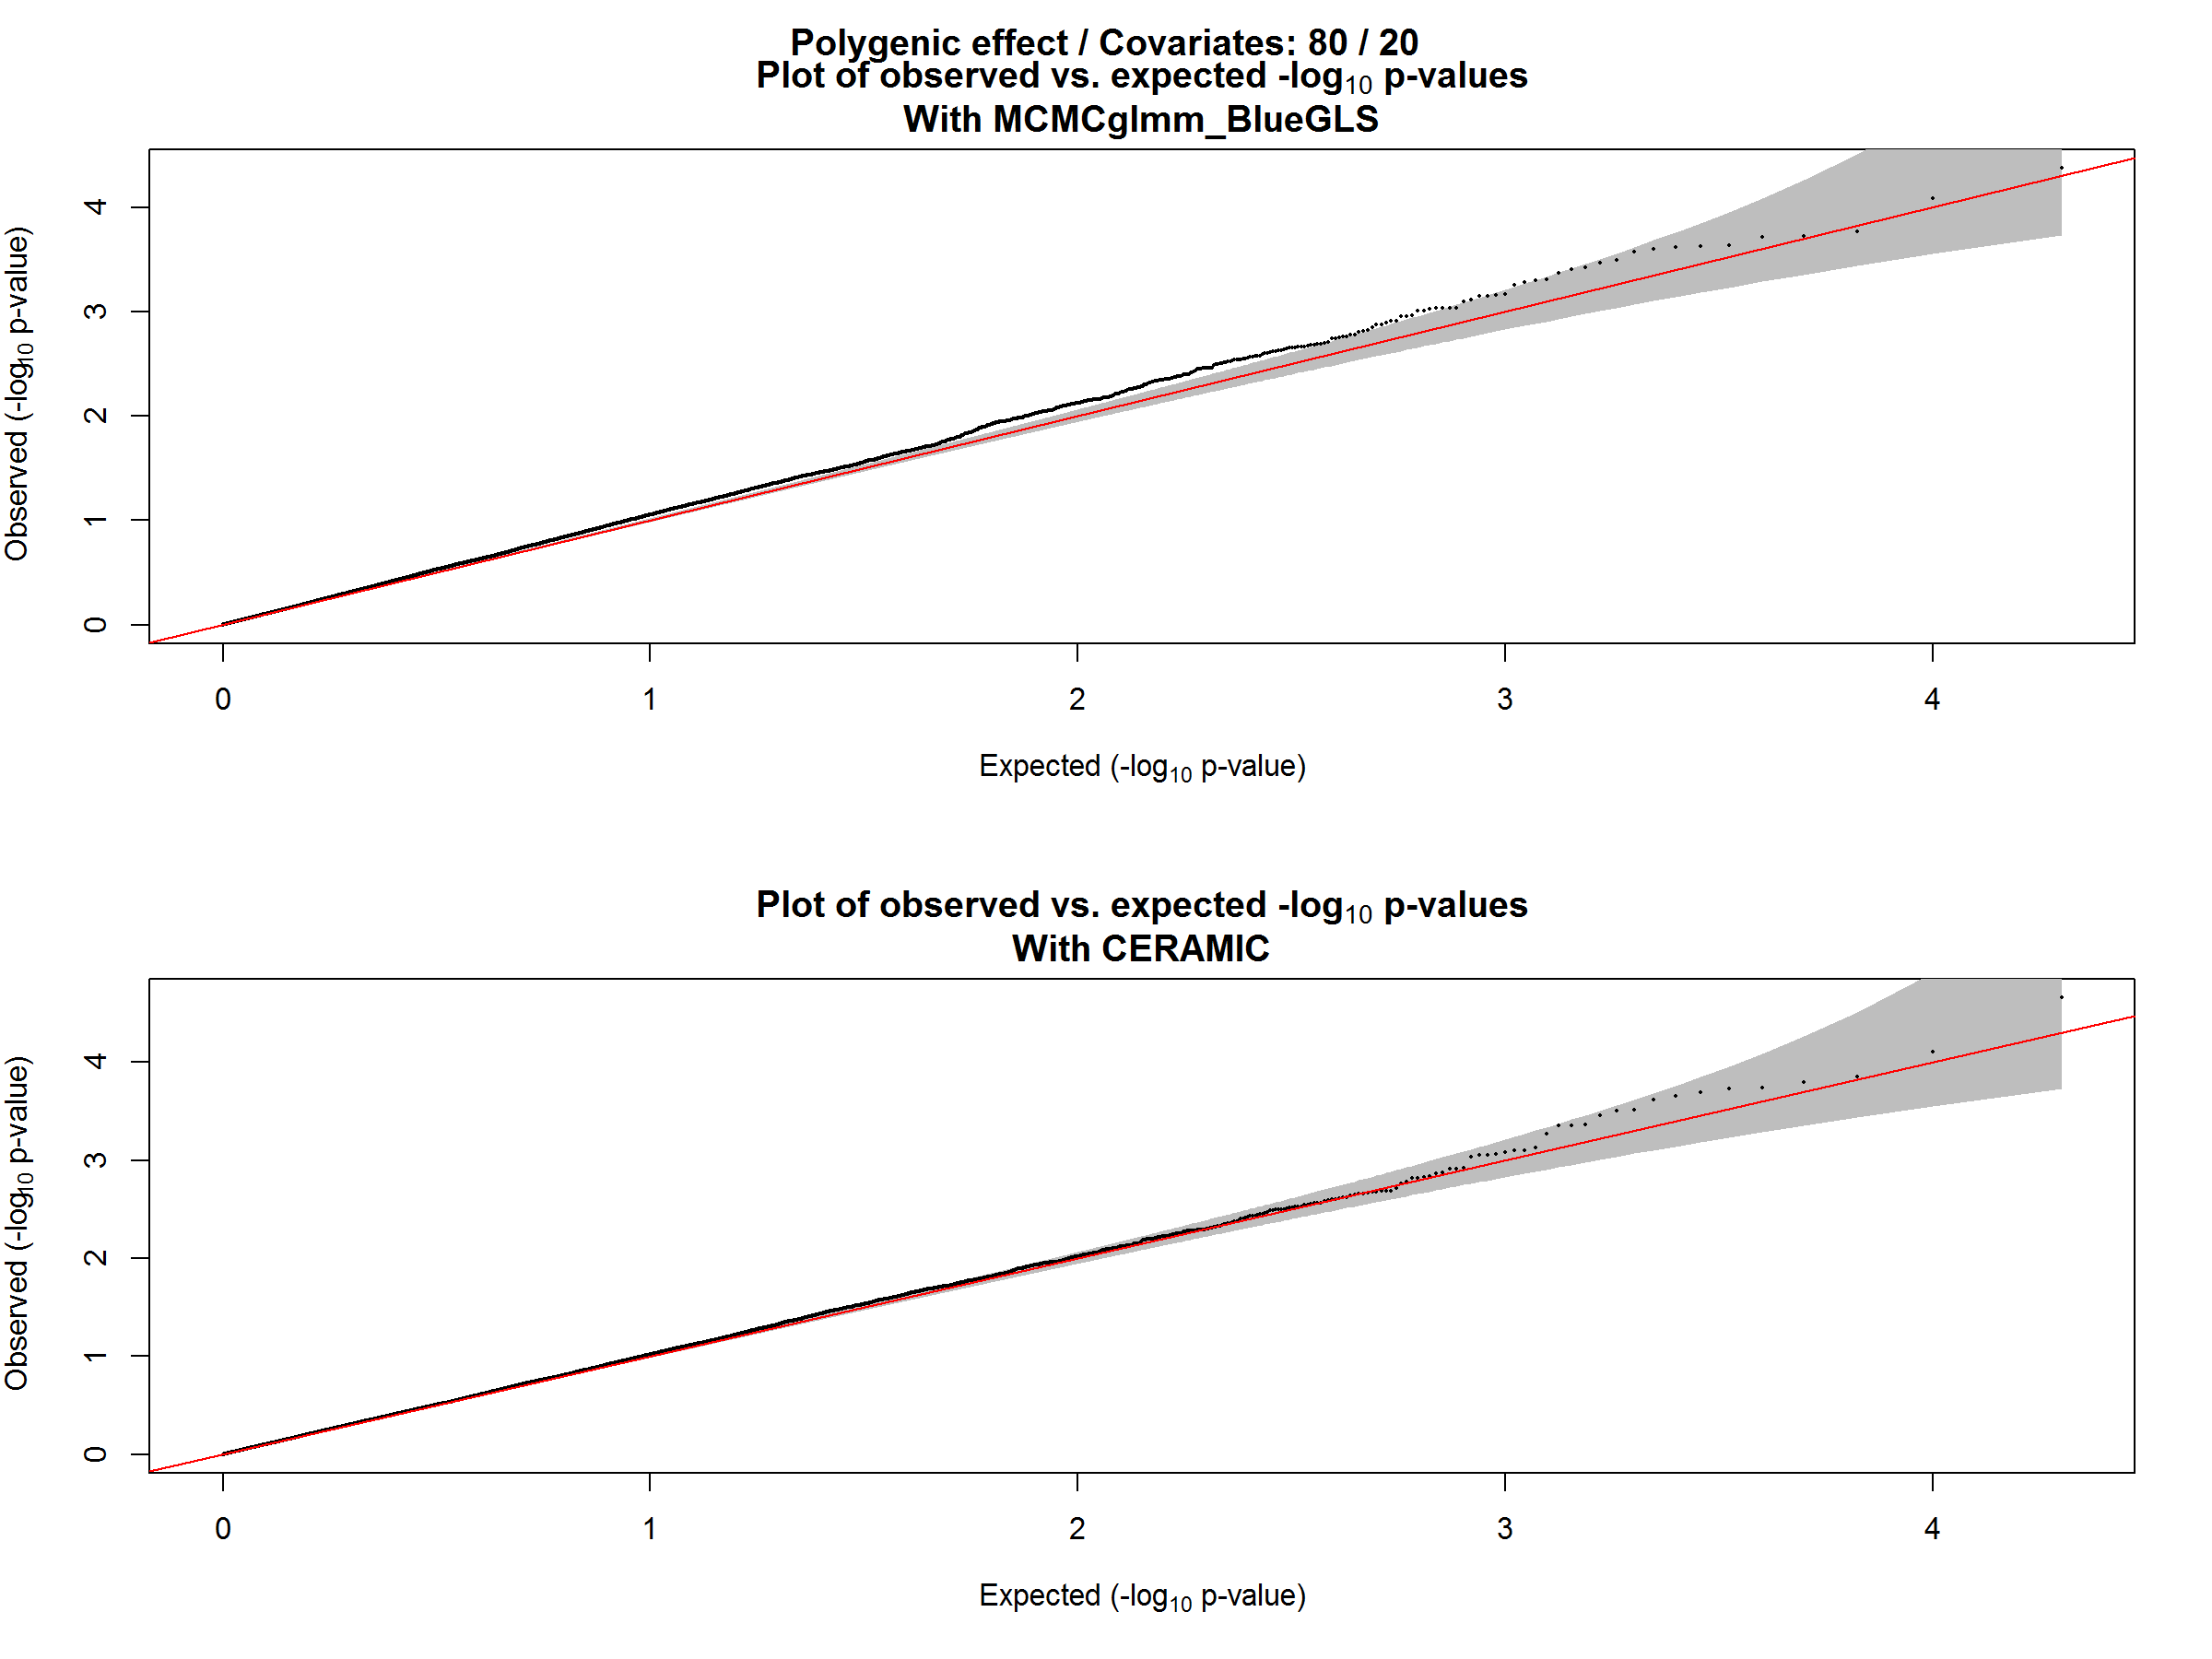 Polygenic effect / Covariates: 80 / 20
Plot of observed vs. expected -log10 p-values
With MCMCglmm_BlueGLS
Observed (-log10 p-value)
4
3
2
1
0
0 1 2 3 4
Expected (-log10 p-value)
Plot of observed vs. expected -log10 p-values
With CERAMIC
Observed (-log10 p-value)
4
3
2
1
0
0 1 2 3 4
Expected (-log10 p-value)